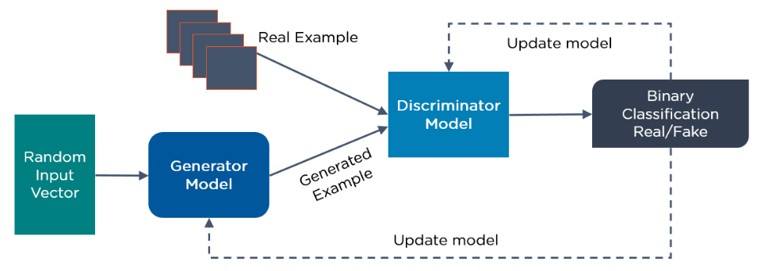 Real Example
Update model
Discriminator
Model
Binary
Classification
Real/Fake
Random
Input
Vector
Generator
Model
Generated
Example
Update model